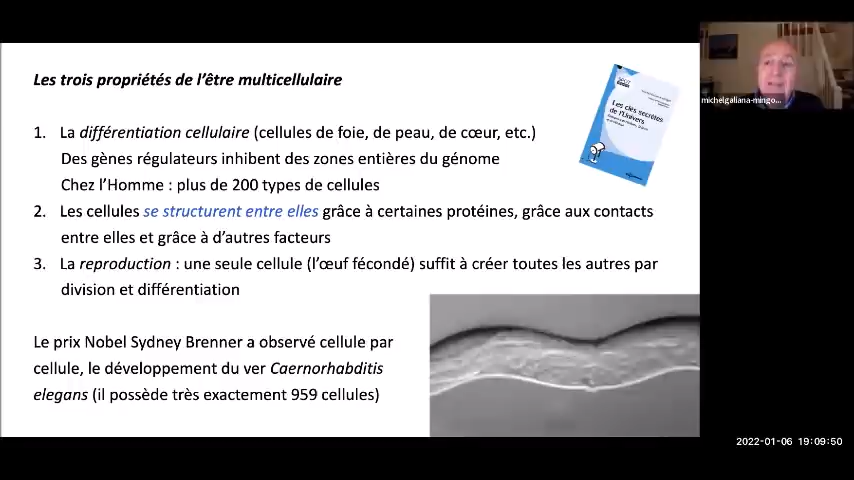 Les trois propriétés de l'être multicellulaire
1. La différentiation cellulaire (cellules de foie, de peau, de cœur, etc.)
Des gènes régulateurs inhibent des zones entières du génome
Chez l'Homme : plus de 200 types de cellules
2. Les cellules se structurent entre elles grâce à certaines protéines, grâce aux contacts
entre elles et grâce à d'autres facteurs
3. La reproduction : une seule cellule (l'œuf fécondé) suffit à créer toutes les autres par
division et différentiation
Le prix Nobel Sydney Brenner a observé cellule par
cellule, le développement du ver Caernorhabditis
elegans (il possède très exactement 959 cellules)
Les clés secrètes
de l'Univers
michelgaliana-mingo...
2022-01-06 19:09:50